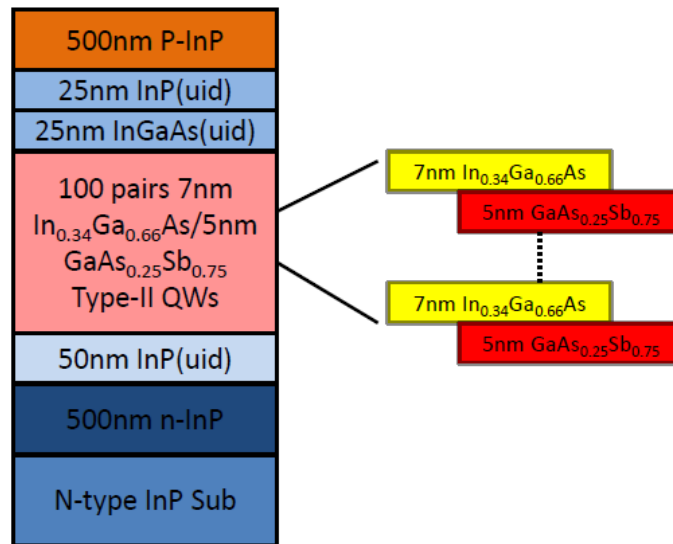 500nm P-InP
25nm InP(uid)
25nm InGaAs(uid)
100 pairs 7nm
In₀.₃₄Ga₀.₆₆As/5nm
GaAs₀.₂₅Sb₀.₇₅
Type-II QWs
50nm InP(uid)
500nm n-InP
N-type InP Sub
7nm In₀.₃₄Ga₀.₆₆As
5nm GaAs₀.₂₅Sb₀.₇₅
7nm In₀.₃₄Ga₀.₆₆As
5nm GaAs₀.₂₅Sb₀.₇₅